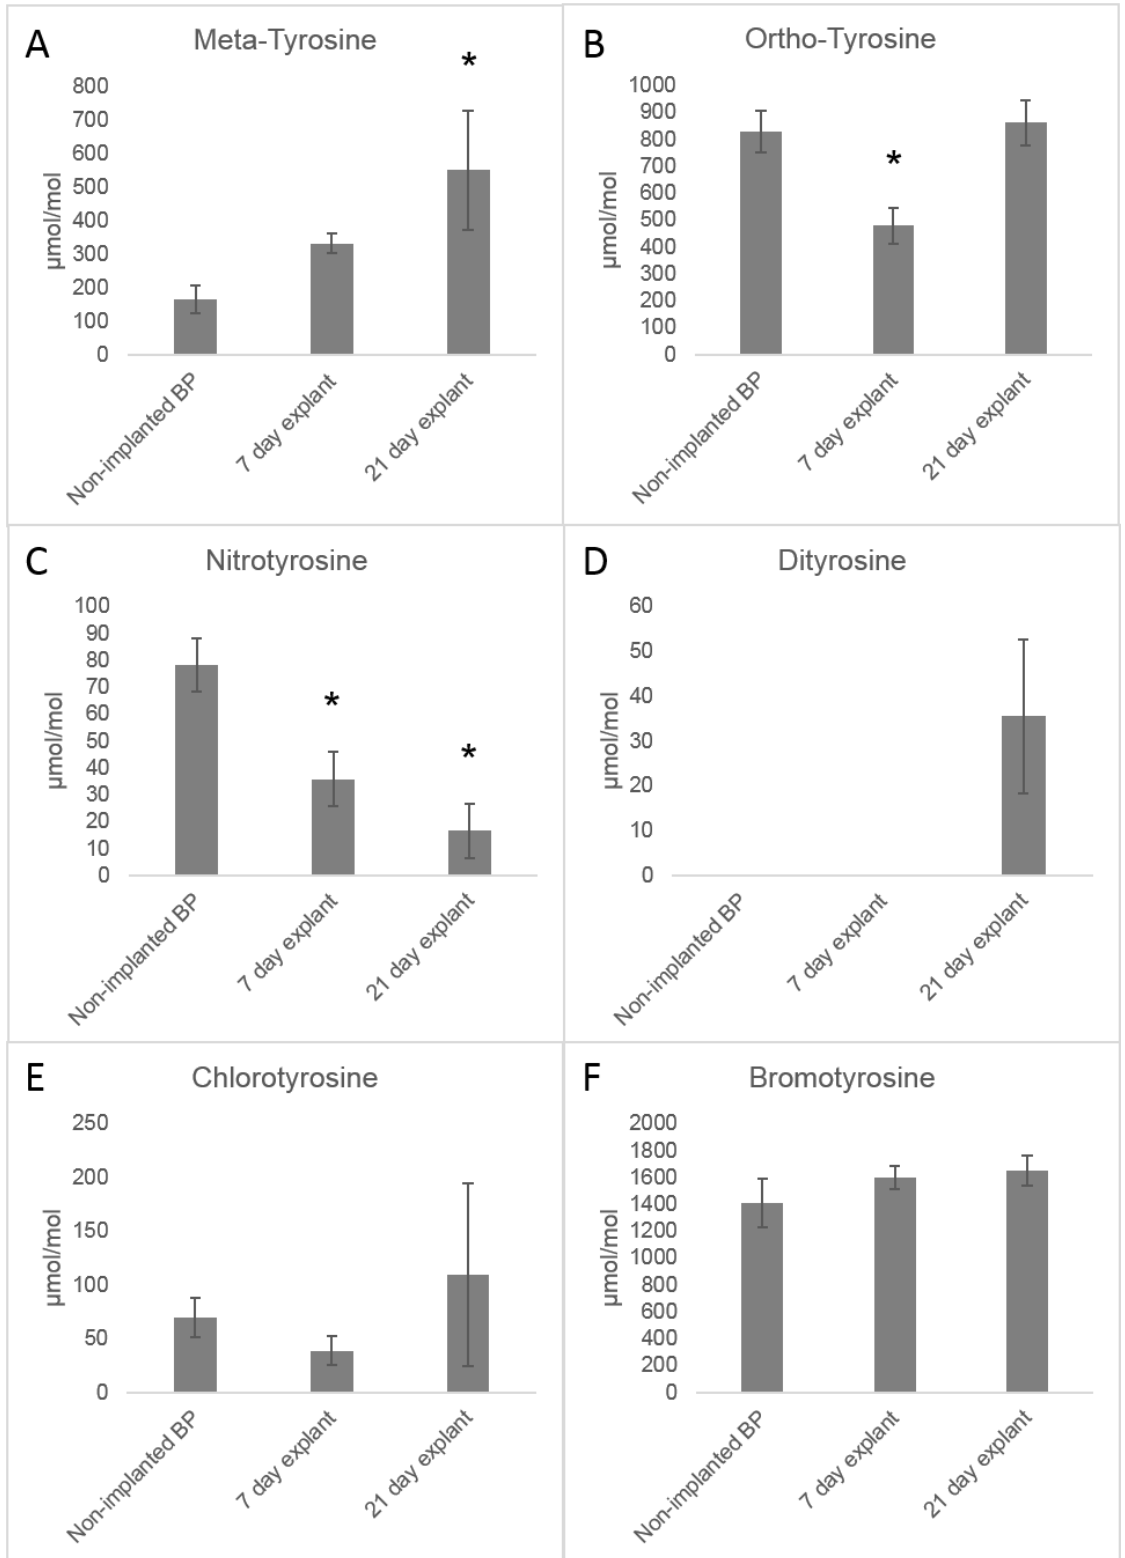 A
Meta-Tyrosine
*
800
700
600
500
400
300
200
100
0
µmol/mol
Non-implanted BP
7 day explant
21 day explant
B
Ortho-Tyrosine
*
1000
900
800
700
600
500
400
300
200
100
0
µmol/mol
Non-implanted BP
7 day explant
21 day explant
C
Nitrotyrosine
*
*
100
90
80
70
60
50
40
30
20
10
0
µmol/mol
Non-implanted BP
7 day explant
21 day explant
D
Dityrosine
60
50
40
30
20
10
0
µmol/mol
Non-implanted BP
7 day explant
21 day explant
E
Chlorotyrosine
250
200
150
100
50
0
µmol/mol
Non-implanted BP
7 day explant
21 day explant
F
Bromotyrosine
2000
1800
1600
1400
1200
1000
800
600
400
200
0
µmol/mol
Non-implanted BP
7 day explant
21 day explant